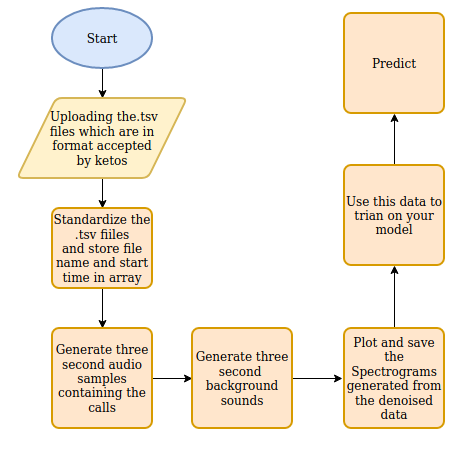 Start
Uploading the.tsv
files which are in
format accepted
by ketos
Standardize the
.tsv fiiles
and store file
name and start
time in array
Generate three
second audio
samples
containing the
calls
Generate three
second
background
sounds
Plot and save
the
Spectrograms
generated from
the denoised
data
Use this data to
trian on your
model
Predict